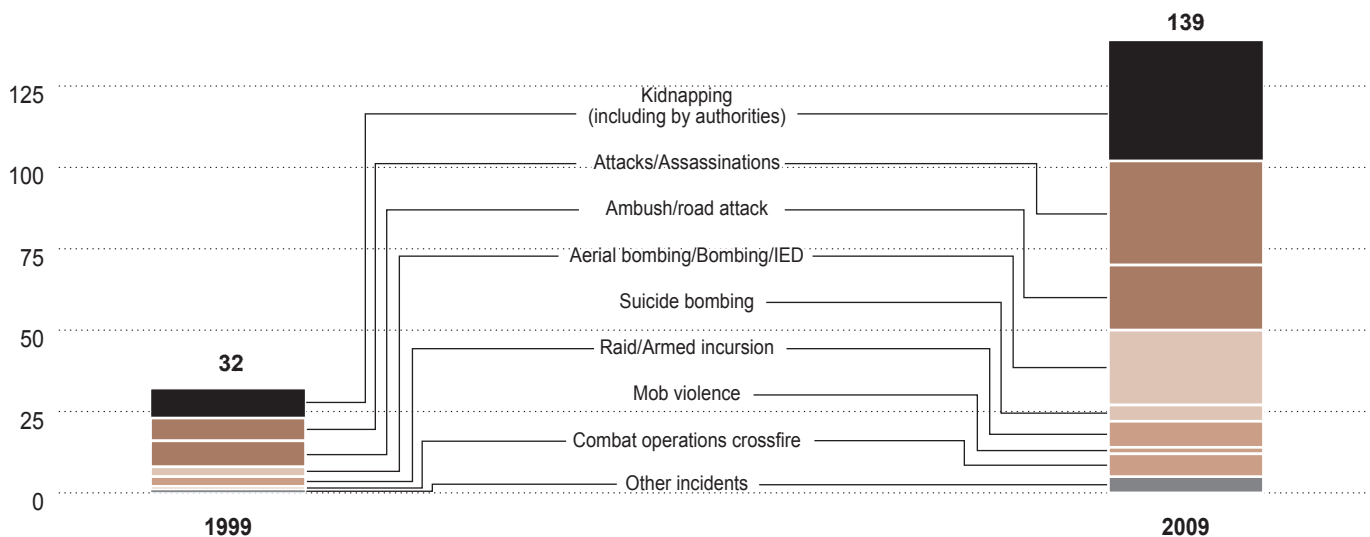 139
125
Kidnapping
(including by authorities)
Attacks/Assassinations
100
Ambush/road attack
75
Aerial bombing/Bombing/IED
Suicide bombing
50
32
Raid/Armed incursion
Mob violence
25
Combat operations crossfire
Other incidents
0
1999
2009